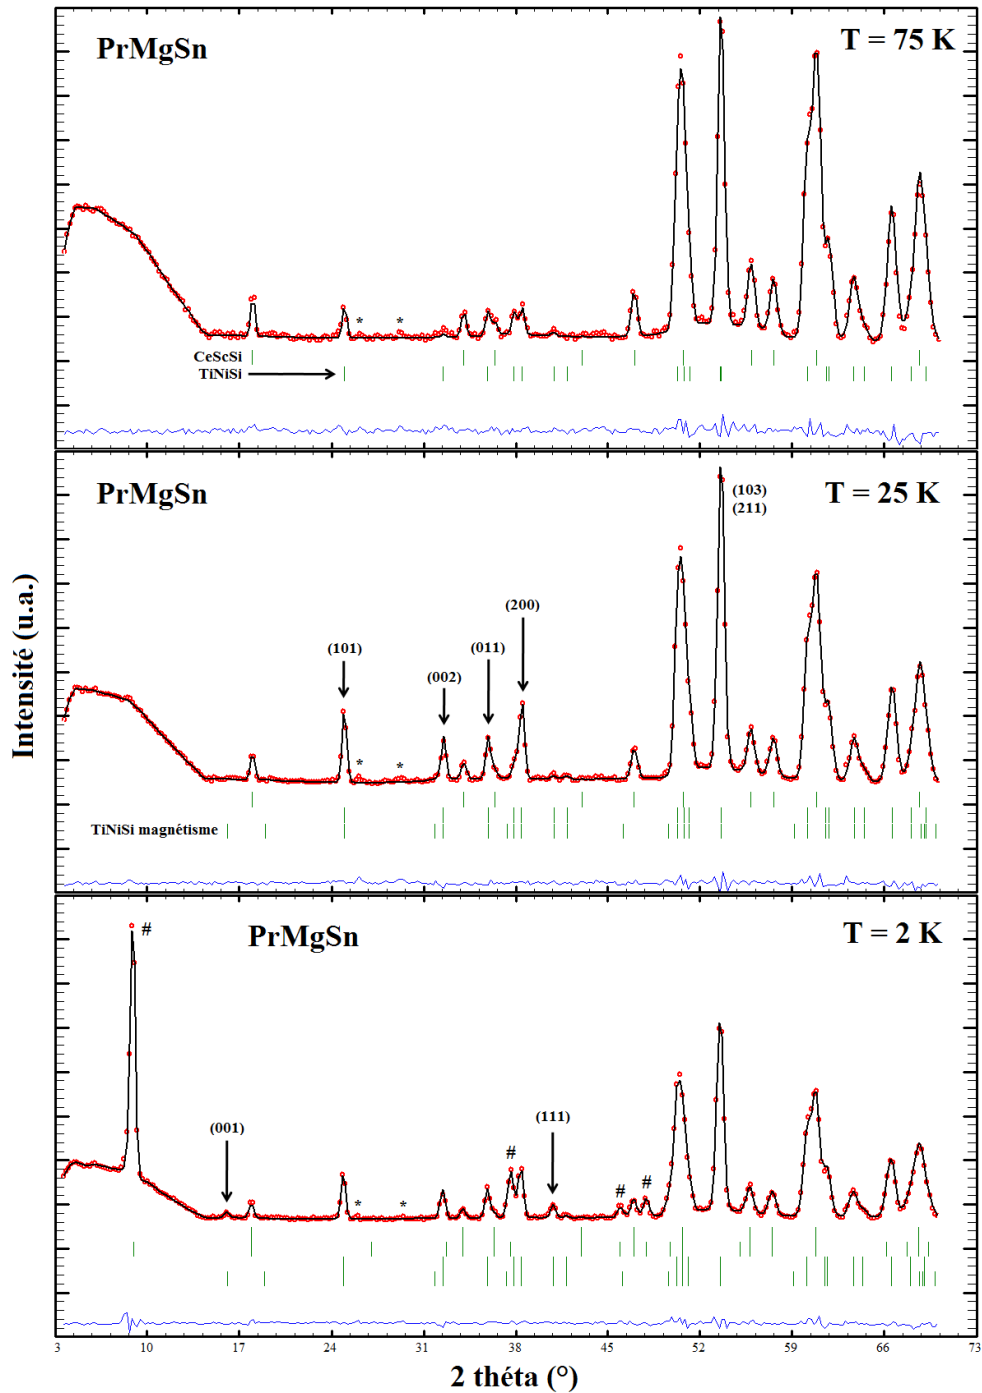 PrMgSn
T = 75 K
*
*
CeScSi
TiNiSi
PrMgSn
T = 25 K
(103)
(211)
(200)
(101)
(011)
(002)
*
*
TiNiSi magnétisme
Intensité (u.a.)
#
PrMgSn
T = 2 K
(001)
(111)
#
#
#
*
*
3 10 17 24 31 38 45 52 59 66 73
2 théta (°)